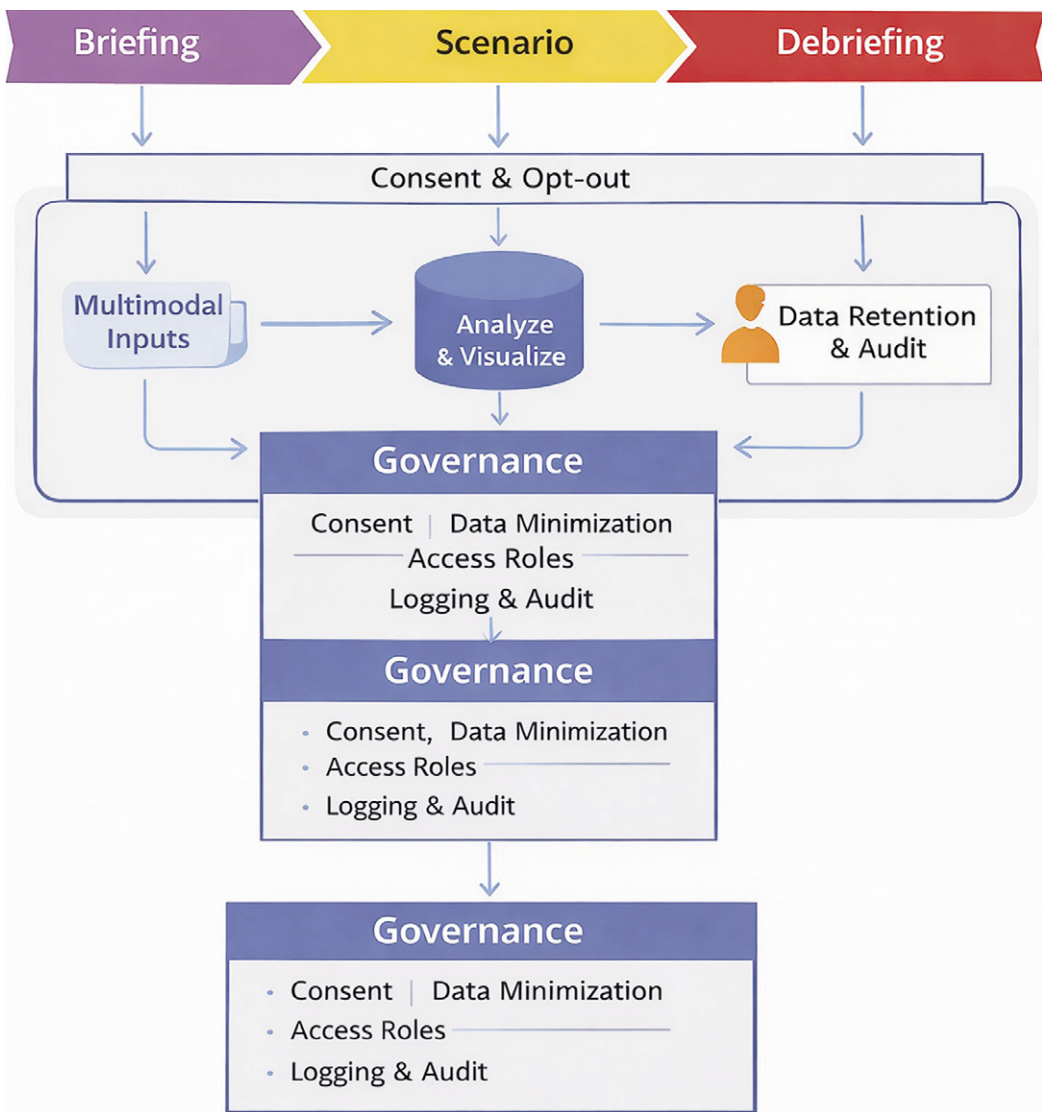 Briefing
Scenario
Debriefing
Consent & Opt-out
Multimodal
Inputs
Analyze
& Visualize
Data Retention
& Audit
Governance
Consent | Data Minimization
Access Roles
Logging & Audit
Governance
• Consent, Data Minimization
• Access Roles
• Logging & Audit
Governance
• Consent | Data Minimization
• Access Roles
• Logging & Audit